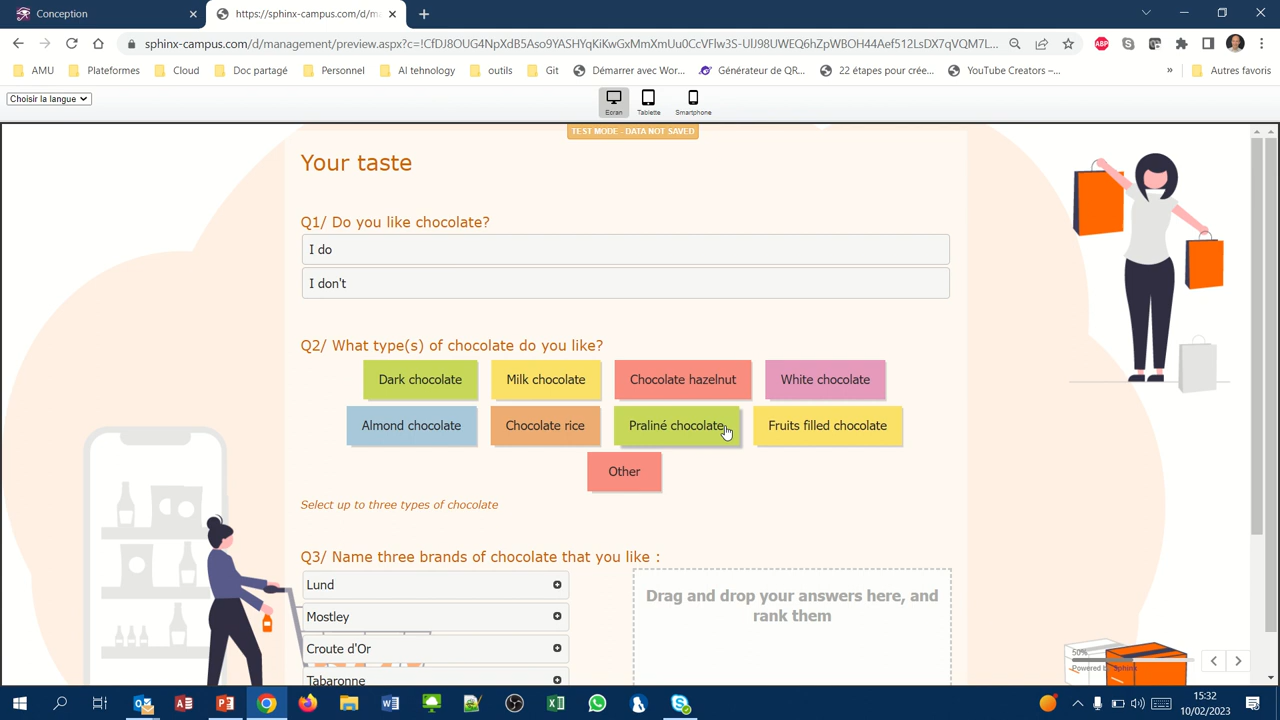 Conception
https://sphinx-campus.com/d/ma
sphinx-campus.com/d/management/preview.aspx?c=
AMU
Plateformes
Cloud
Doc partagé
Personnel
AI tehnology
outils
Git
Démarrer avec Wor...
Générateur de QR...
22 étapes pour crée...
YouTube Creators –...
»
Autres favoris
Choisir la langue
Ecran
Tablette
Smartphone
TEST MODE - DATA NOT SAVED
Your taste
Q1/ Do you like chocolate?
I do
I don't
Q2/ What type(s) of chocolate do you like?
Dark chocolate
Milk chocolate
Chocolate hazelnut
White chocolate
Almond chocolate
Chocolate rice
Praliné chocolate
Fruits filled chocolate
Other
Select up to three types of chocolate
Q3/ Name three brands of chocolate that you like :
Lund
Mostley
Croute d'Or
Tabaronne
Drag and drop your answers here, and
rank them
50%
Powered by Sphinx
15:32
10/02/2023